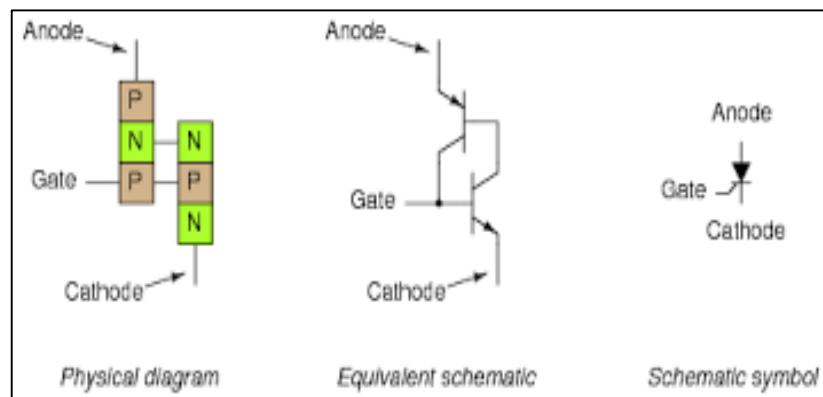 Anode
P
N
N
Gate
P
P
N
Cathode
Physical diagram
Anode
Gate
Cathode
Equivalent schematic
Anode
Gate
Cathode
Schematic symbol